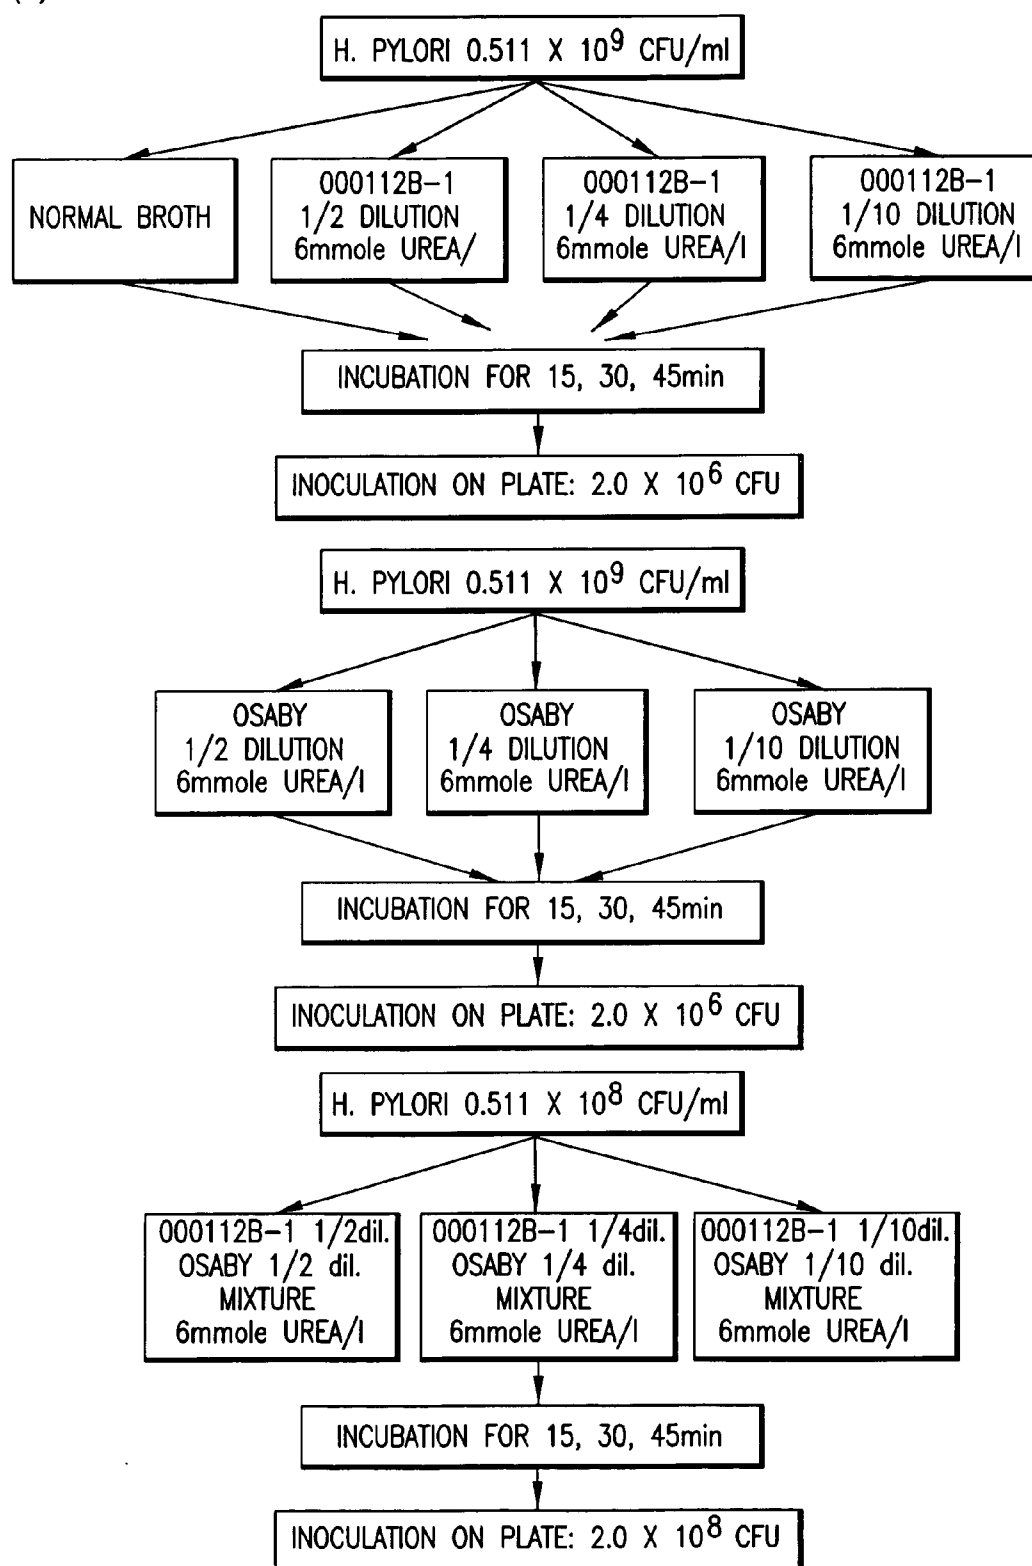 H. PYLORI 0.511 X 10⁹ CFU/ml
NORMAL BROTH
000112B-1
1/2 DILUTION
6mmole UREA/
000112B-1
1/4 DILUTION
6mmole UREA/l
000112B-1
1/10 DILUTION
6mmole UREA/l
INCUBATION FOR 15, 30, 45min
INOCULATION ON PLATE: 2.0 X 10⁶ CFU
H. PYLORI 0.511 X 10⁹ CFU/ml
OSABY
1/2 DILUTION
6mmole UREA/l
OSABY
1/4 DILUTION
6mmole UREA/l
OSABY
1/10 DILUTION
6mmole UREA/l
INCUBATION FOR 15, 30, 45min
INOCULATION ON PLATE: 2.0 X 10⁶ CFU
H. PYLORI 0.511 X 10⁸ CFU/ml
000112B-1 1/2dil.
OSABY 1/2 dil.
MIXTURE
6mmole UREA/l
000112B-1 1/4dil.
OSABY 1/4 dil.
MIXTURE
6mmole UREA/l
000112B-1 1/10dil.
OSABY 1/10 dil.
MIXTURE
6mmole UREA/l
INCUBATION FOR 15, 30, 45min
INOCULATION ON PLATE: 2.0 X 10⁸ CFU